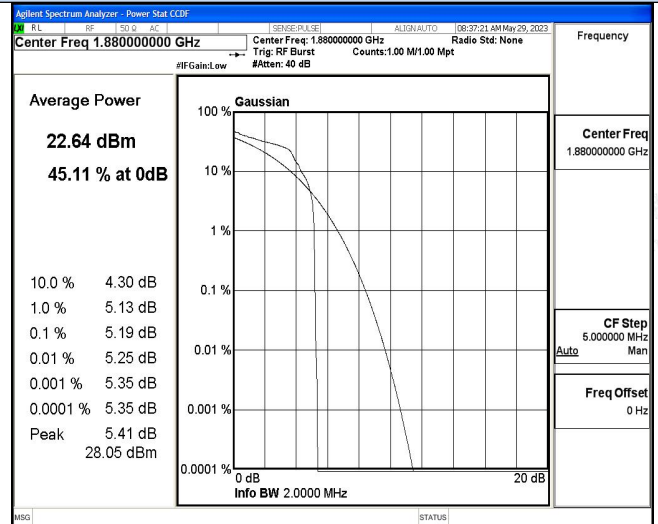 Agilent Spectrum Analyzer - Power Stat CCDF
LXI RL RF 50 Ω AC SENSE:PULSE ALIGN AUTO 08:37:21 AM May 29, 2023
Center Freq 1.880000000 GHz
Center Freq: 1.880000000 GHz Radio Std: None
Trig: RF Burst Counts:1.00 M/1.00 Mpt
#IFGain:Low #Atten: 40 dB
Frequency
Average Power
22.64 dBm
45.11 % at 0dB
10.0 % 4.30 dB
1.0 % 5.13 dB
0.1 % 5.19 dB
0.01 % 5.25 dB
0.001 % 5.35 dB
0.0001 % 5.35 dB
Peak 5.41 dB
28.05 dBm
Gaussian
100 %
10 %
1 %
0.1 %
0.01 %
0.001 %
0.0001 %
0 dB 20 dB
Info BW 2.0000 MHz
Center Freq
1.880000000 GHz
CF Step
5.000000 MHz
Auto Man
Freq Offset
0 Hz
MSG STATUS